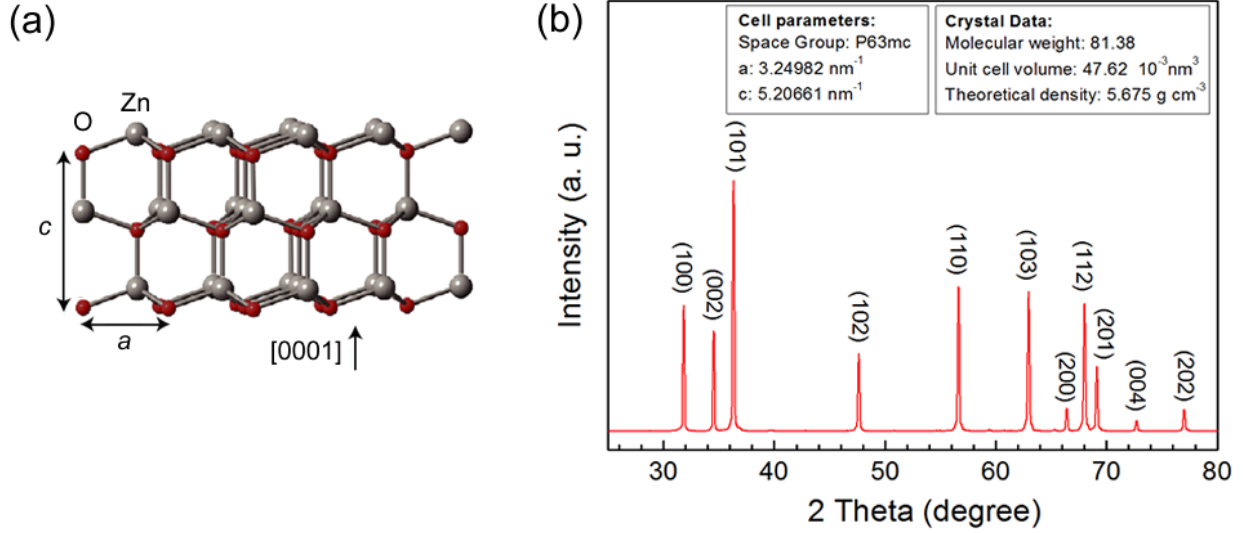 (a)
O
Zn
c
a
[0001]
(b)
Cell parameters:
Space Group: P63mc
a: 3.24982 nm⁻¹
c: 5.20661 nm⁻¹
Crystal Data:
Molecular weight: 81.38
Unit cell volume: 47.62 10⁻³nm³
Theoretical density: 5.675 g cm⁻³
Intensity (a. u.)
(100)
(002)
(101)
(102)
(110)
(103)
(200)
(112)
(201)
(004)
(202)
30 40 50 60 70 80
2 Theta (degree)